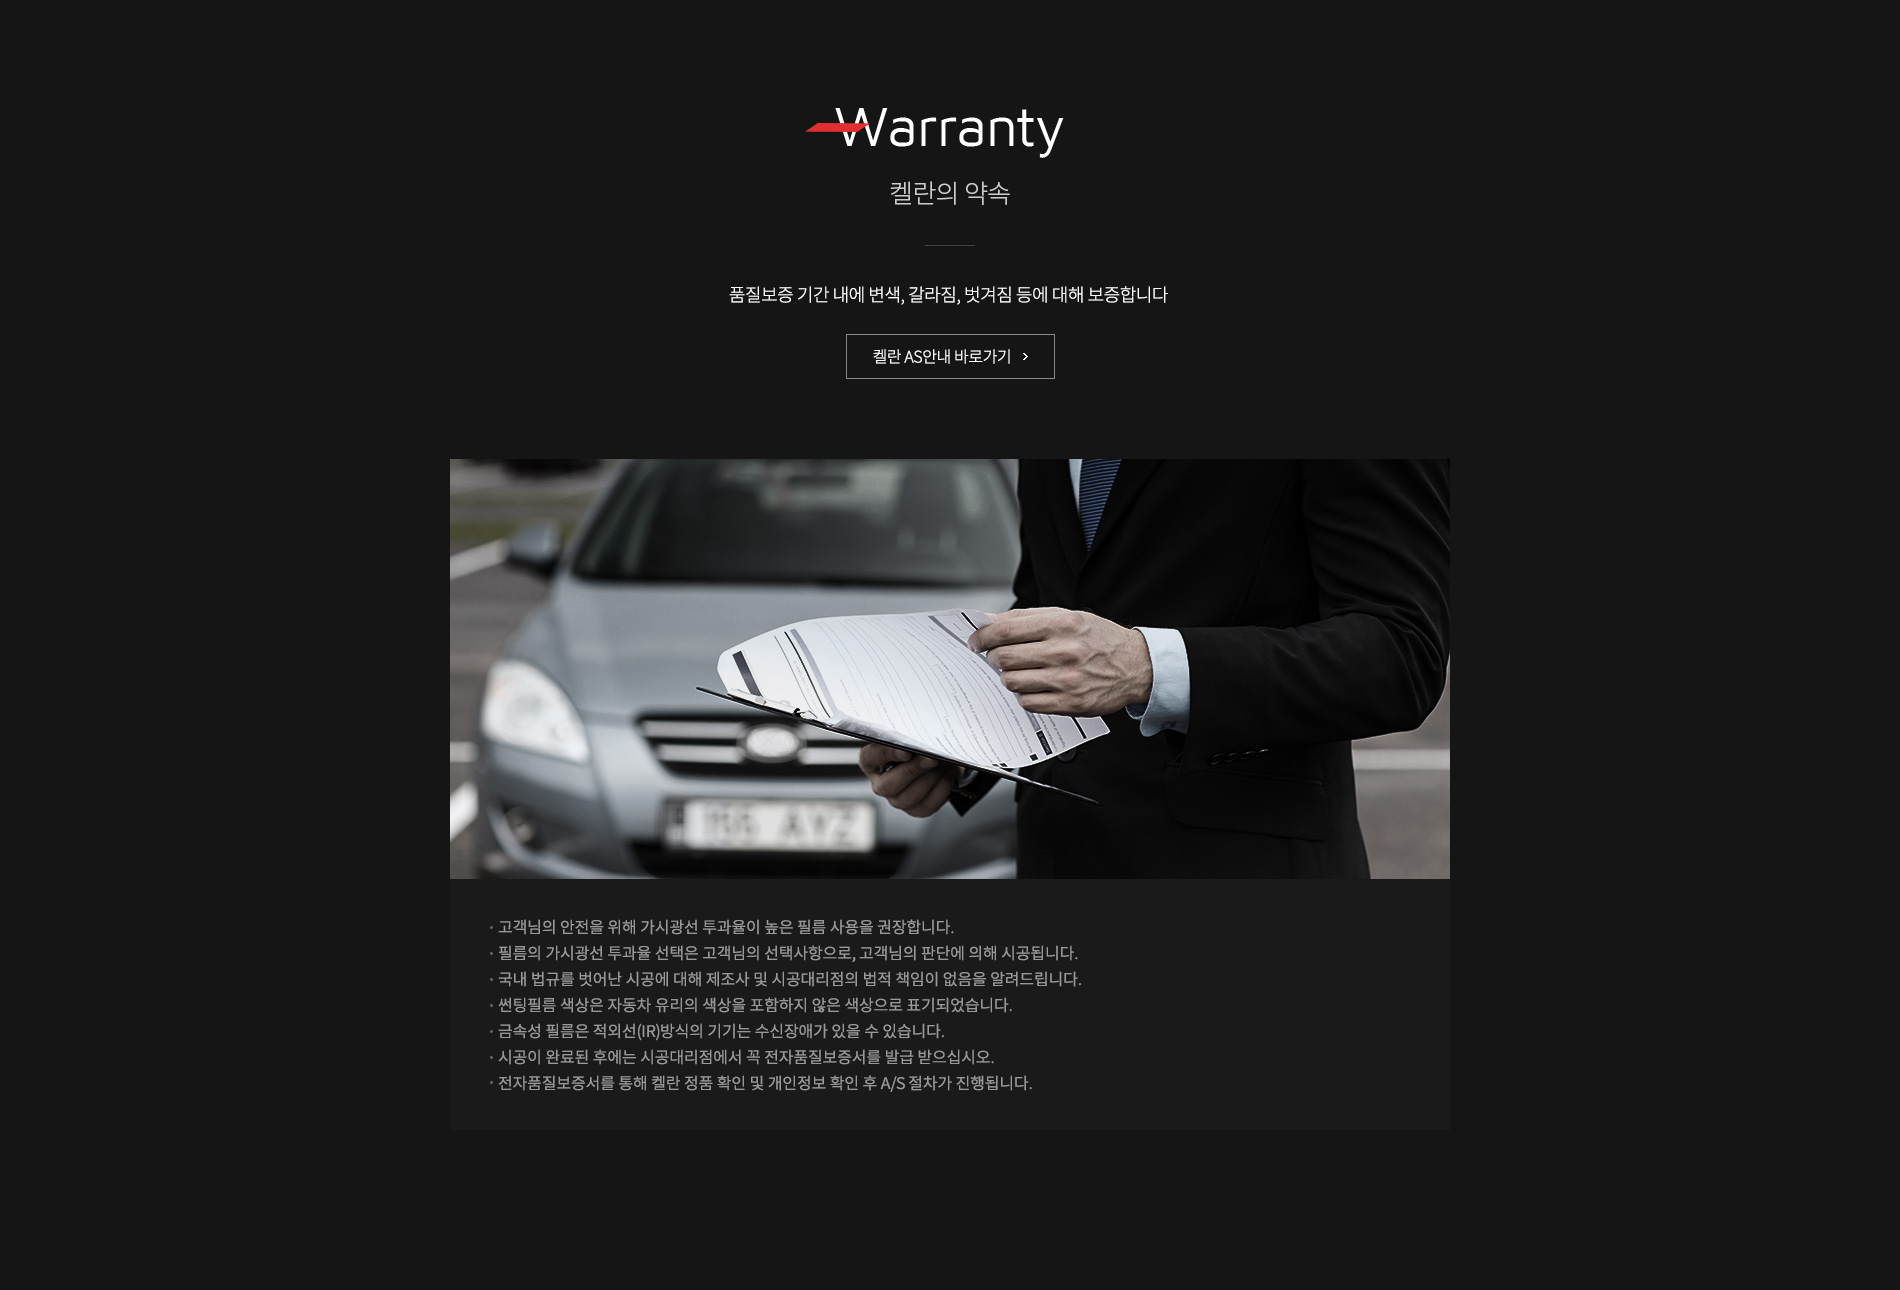 Warranty
켈란의 약속
품질보증 기간 내에 변색, 갈라짐, 벗겨짐 등에 대해 보증합니다
켈란 AS안내 바로가기 ›
· 고객님의 안전을 위해 가시광선 투과율이 높은 필름 사용을 권장합니다.
· 필름의 가시광선 투과율 선택은 고객님의 선택사항으로, 고객님의 판단에 의해 시공됩니다.
· 국내 법규를 벗어난 시공에 대해 제조사 및 시공대리점의 법적 책임이 없음을 알려드립니다.
· 썬팅필름 색상은 자동차 유리의 색상을 포함하지 않은 색상으로 표기되었습니다.
· 금속성 필름은 적외선(IR)방식의 기기는 수신장애가 있을 수 있습니다.
· 시공이 완료된 후에는 시공대리점에서 꼭 전자품질보증서를 발급 받으십시오.
· 전자품질보증서를 통해 켈란 정품 확인 및 개인정보 확인 후 A/S 절차가 진행됩니다.